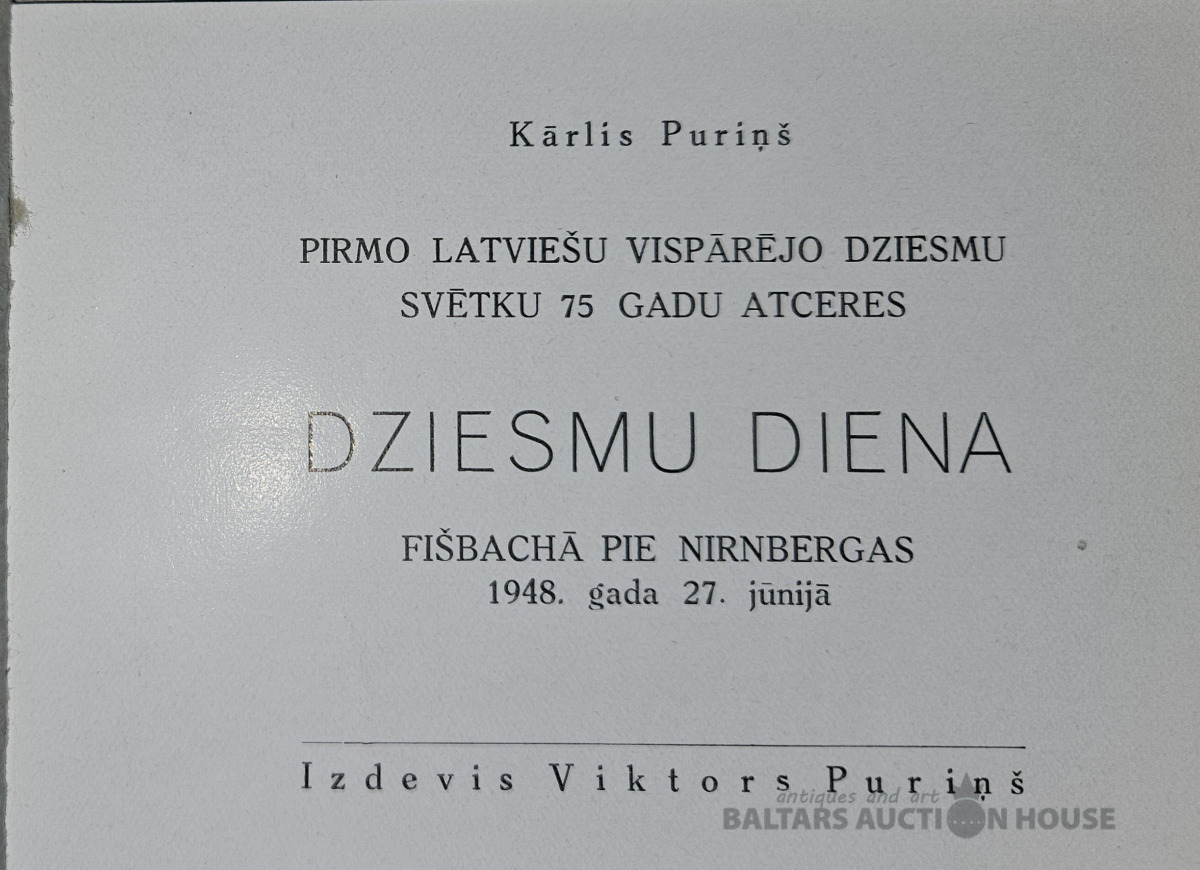 Kārlis Puriņš
PIRMO LATVIEŠU VISPĀRĒJO DZIESMU
SVĒTKU 75 GADU ATCERES
DZIESMU DIENA
FIŠBACHĀ PIE NIRNBERGAS
1948. gada 27. jūnijā
Izdevis Viktors Puriņš
antiques and art
BALTARS AUCTION HOUSE